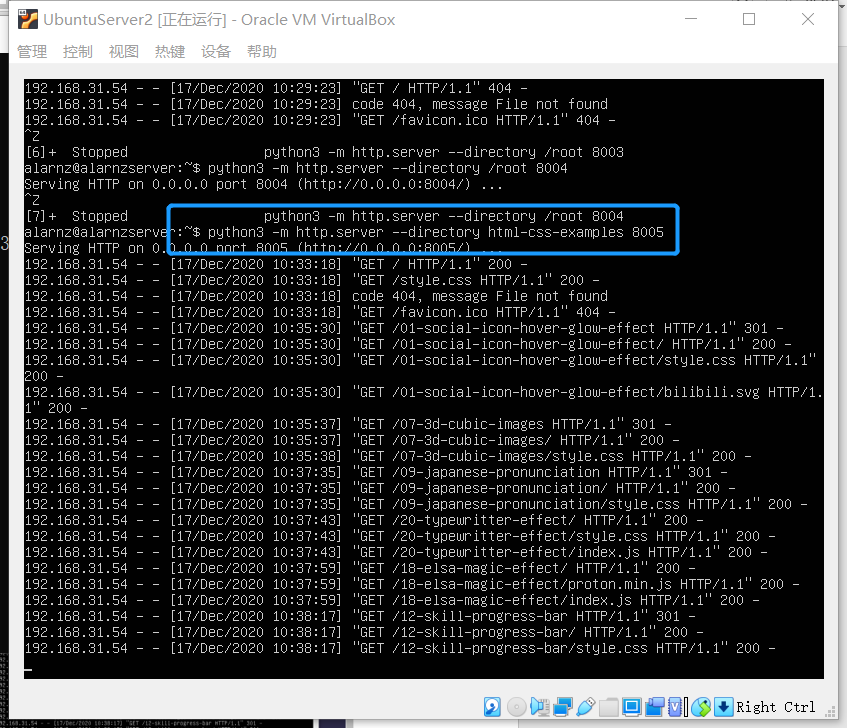 UbuntuServer2 [正在运行] - Oracle VM VirtualBox
管理 控制 视图 热键 设备 帮助
192.168.31.54 - - [17/Dec/2020 10:29:23] "GET / HTTP/1.1" 404 -
192.168.31.54 - - [17/Dec/2020 10:29:23] code 404, message File not found
192.168.31.54 - - [17/Dec/2020 10:29:23] "GET /favicon.ico HTTP/1.1" 404 -
^Z
[6]+  Stopped                 python3 -m http.server --directory /root 8003
alarnz@alarnzserver:~$ python3 -m http.server --directory /root 8004
Serving HTTP on 0.0.0.0 port 8004 (http://0.0.0.0:8004/) ...
^Z
[7]+  Stopped                 python3 -m http.server --directory /root 8004
alarnz@alarnzserver:~$ python3 -m http.server --directory html-css-examples 8005
Serving HTTP on 0.0.0.0 port 8005 (http://0.0.0.0:8005/) ...
192.168.31.54 - - [17/Dec/2020 10:33:18] "GET / HTTP/1.1" 200 -
192.168.31.54 - - [17/Dec/2020 10:33:18] "GET /style.css HTTP/1.1" 200 -
192.168.31.54 - - [17/Dec/2020 10:33:18] code 404, message File not found
192.168.31.54 - - [17/Dec/2020 10:33:18] "GET /favicon.ico HTTP/1.1" 404 -
192.168.31.54 - - [17/Dec/2020 10:35:30] "GET /01-social-icon-hover-glow-effect HTTP/1.1" 301 -
192.168.31.54 - - [17/Dec/2020 10:35:30] "GET /01-social-icon-hover-glow-effect/ HTTP/1.1" 200 -
192.168.31.54 - - [17/Dec/2020 10:35:30] "GET /01-social-icon-hover-glow-effect/style.css HTTP/1.1"
200 -
192.168.31.54 - - [17/Dec/2020 10:35:30] "GET /01-social-icon-hover-glow-effect/bilibili.svg HTTP/1.
1" 200 -
192.168.31.54 - - [17/Dec/2020 10:35:37] "GET /07-3d-cubic-images HTTP/1.1" 301 -
192.168.31.54 - - [17/Dec/2020 10:35:37] "GET /07-3d-cubic-images/ HTTP/1.1" 200 -
192.168.31.54 - - [17/Dec/2020 10:35:38] "GET /07-3d-cubic-images/style.css HTTP/1.1" 200 -
192.168.31.54 - - [17/Dec/2020 10:37:35] "GET /09-japanese-pronunciation HTTP/1.1" 301 -
192.168.31.54 - - [17/Dec/2020 10:37:35] "GET /09-japanese-pronunciation/ HTTP/1.1" 200 -
192.168.31.54 - - [17/Dec/2020 10:37:35] "GET /09-japanese-pronunciation/style.css HTTP/1.1" 200 -
192.168.31.54 - - [17/Dec/2020 10:37:43] "GET /20-typewritter-effect/ HTTP/1.1" 200 -
192.168.31.54 - - [17/Dec/2020 10:37:43] "GET /20-typewritter-effect/style.css HTTP/1.1" 200 -
192.168.31.54 - - [17/Dec/2020 10:37:43] "GET /20-typewritter-effect/index.js HTTP/1.1" 200 -
192.168.31.54 - - [17/Dec/2020 10:37:59] "GET /18-elsa-magic-effect/ HTTP/1.1" 200 -
192.168.31.54 - - [17/Dec/2020 10:37:59] "GET /18-elsa-magic-effect/proton.min.js HTTP/1.1" 200 -
192.168.31.54 - - [17/Dec/2020 10:37:59] "GET /18-elsa-magic-effect/index.js HTTP/1.1" 200 -
192.168.31.54 - - [17/Dec/2020 10:38:17] "GET /12-skill-progress-bar HTTP/1.1" 301 -
192.168.31.54 - - [17/Dec/2020 10:38:17] "GET /12-skill-progress-bar/ HTTP/1.1" 200 -
192.168.31.54 - - [17/Dec/2020 10:38:17] "GET /12-skill-progress-bar/style.css HTTP/1.1" 200 -
Right Ctrl
192.168.31.54 - - [17/Dec/2020 10:38:17] "GET /12-skill-progress-bar HTTP/1.1" 301 -